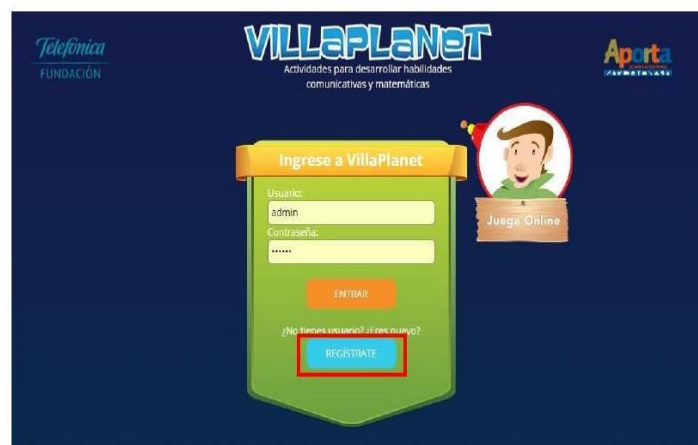 Telefónica
FUNDACIÓN
VILLAPLANET
Actividades para desarrollar habilidades
comunicativas y matemáticas
Aporta
Ingrese a VillaPlanet
Usuario:
admin
Contraseña:
••••••
Juega Online
ENTRAR
¿No tienes usuario? ¿Eres nuevo?
REGÍSTRATE